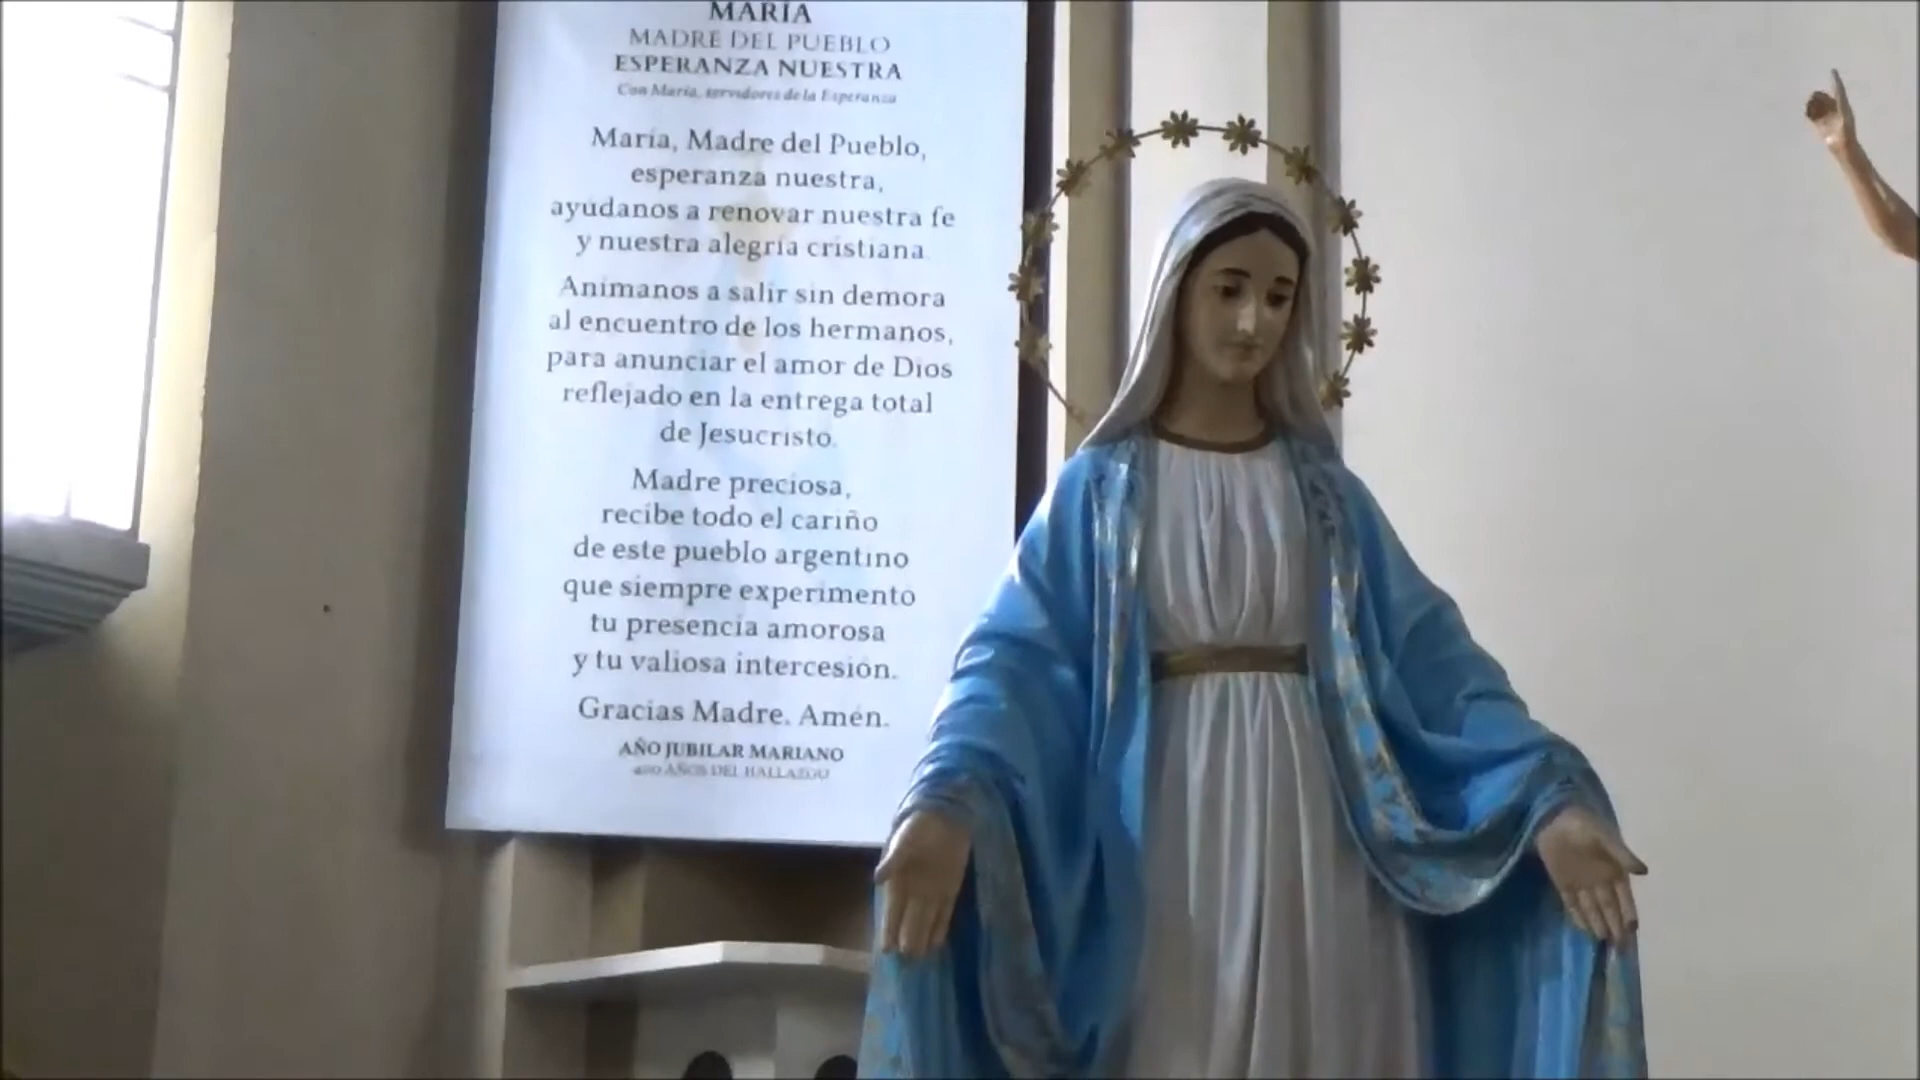 MARÍA
MADRE DEL PUEBLO
ESPERANZA NUESTRA
Con María, servidores de la Esperanza
María, Madre del Pueblo,
esperanza nuestra,
ayúdanos a renovar nuestra fe
y nuestra alegría cristiana.
Anímanos a salir sin demora
al encuentro de los hermanos,
para anunciar el amor de Dios
reflejado en la entrega total
de Jesucristo.
Madre preciosa,
recibe todo el cariño
de este pueblo argentino
que siempre experimentó
tu presencia amorosa
y tu valiosa intercesión.
Gracias Madre. Amén.
AÑO JUBILAR MARIANO
400 AÑOS DEL HALLAZGO